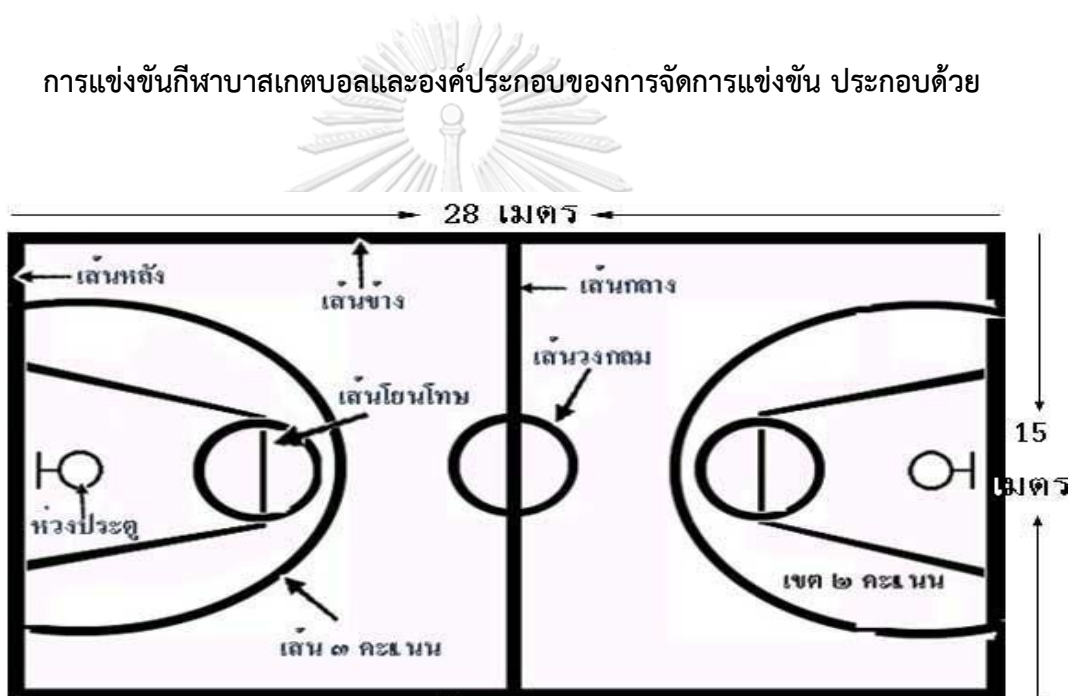 การแข่งขันกีฬาบาสเกตบอลและองค์ประกอบของการจัดการแข่งขัน ประกอบด้วย
28 เมตร
เส้นหลัง
เส้นข้าง
เส้นกลาง
เส้นวงกลม
เส้นโยนโทษ
15
เมตร
ห่วงประตู
เขต ๒ คะแนน
เส้น ๓ คะแนน